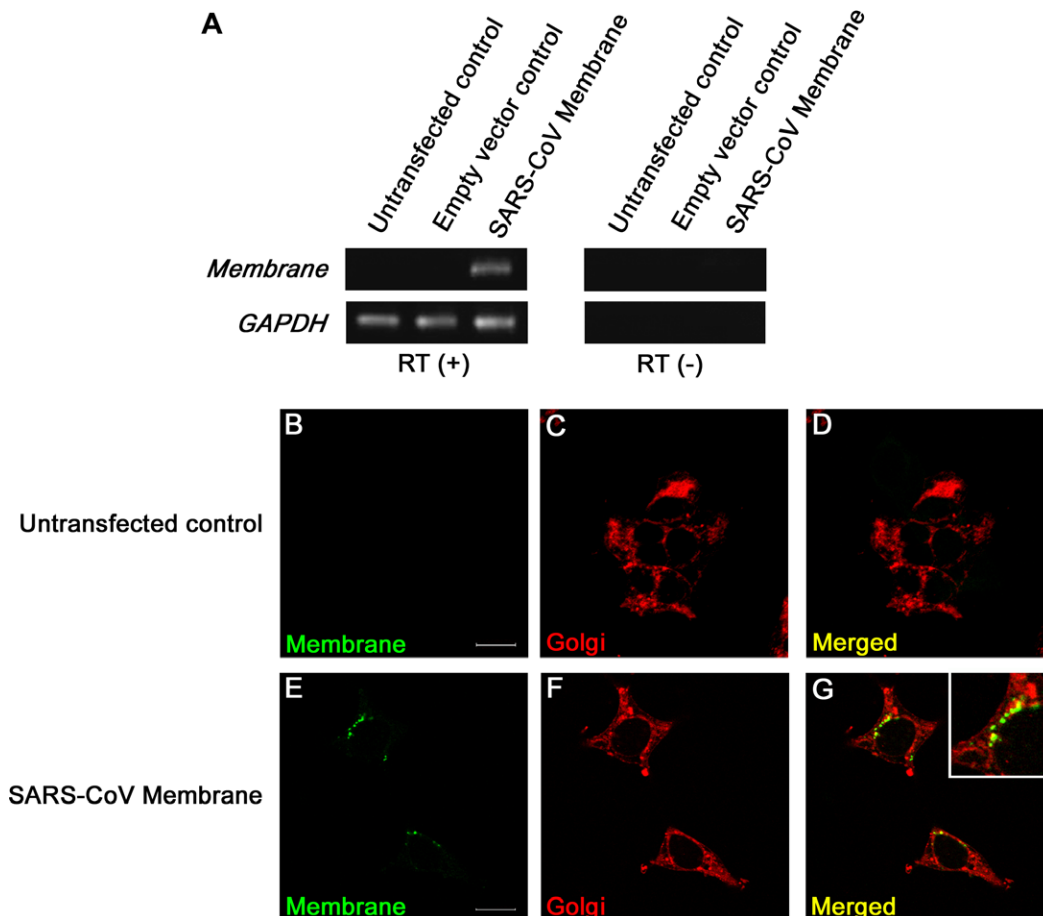 A
Untransfected control
Empty vector control
SARS-CoV Membrane
Untransfected control
Empty vector control
SARS-CoV Membrane
Membrane
GAPDH
RT (+)
RT (-)
B
C
D
Untransfected control
Membrane
Golgi
Merged
E
F
G
SARS-CoV Membrane
Membrane
Golgi
Merged